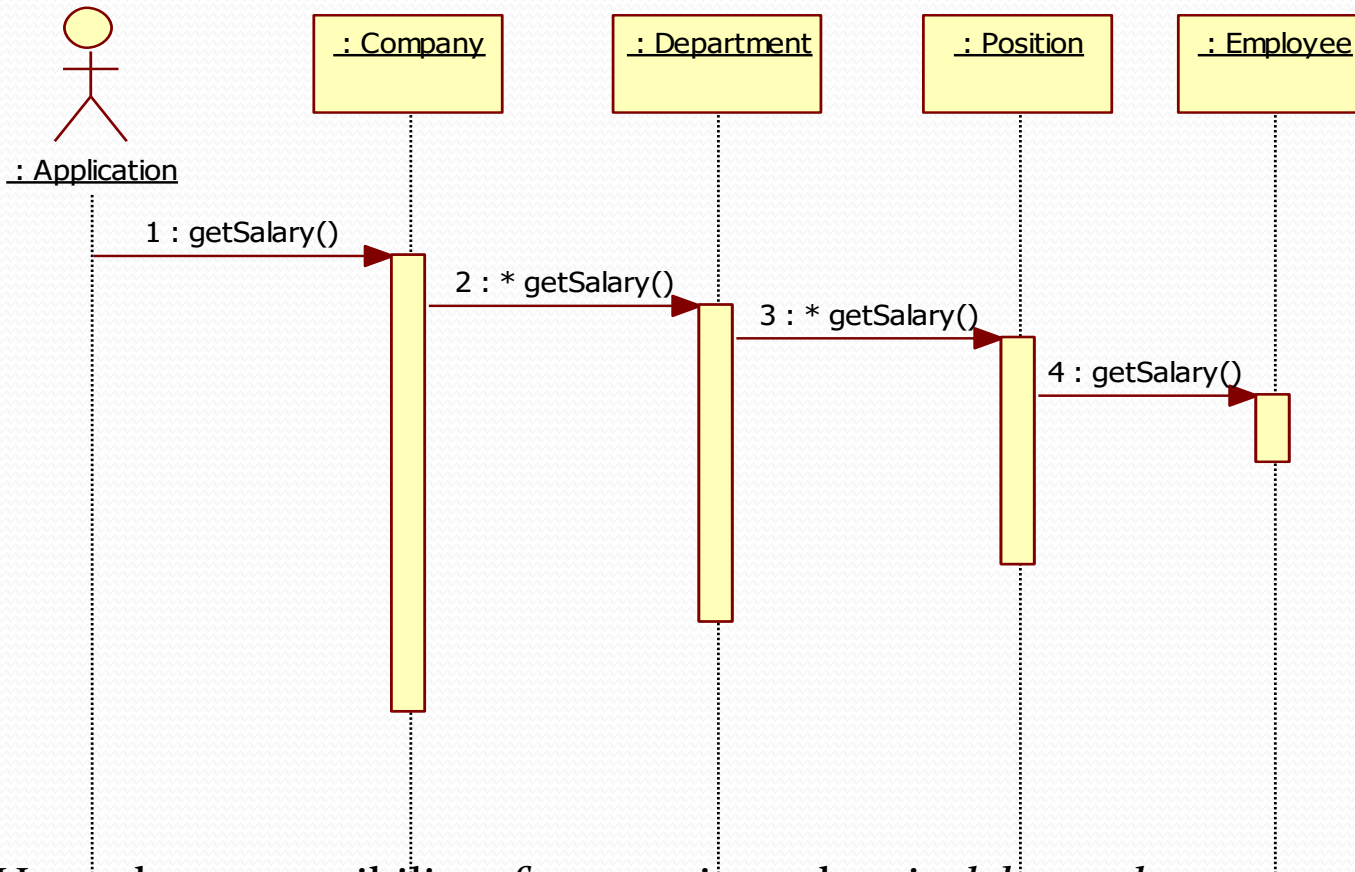 : Company
: Department
: Position
: Employee
: Application
1 : getSalary()
2 : * getSalary()
3 : * getSalary()
4 : getSalary()